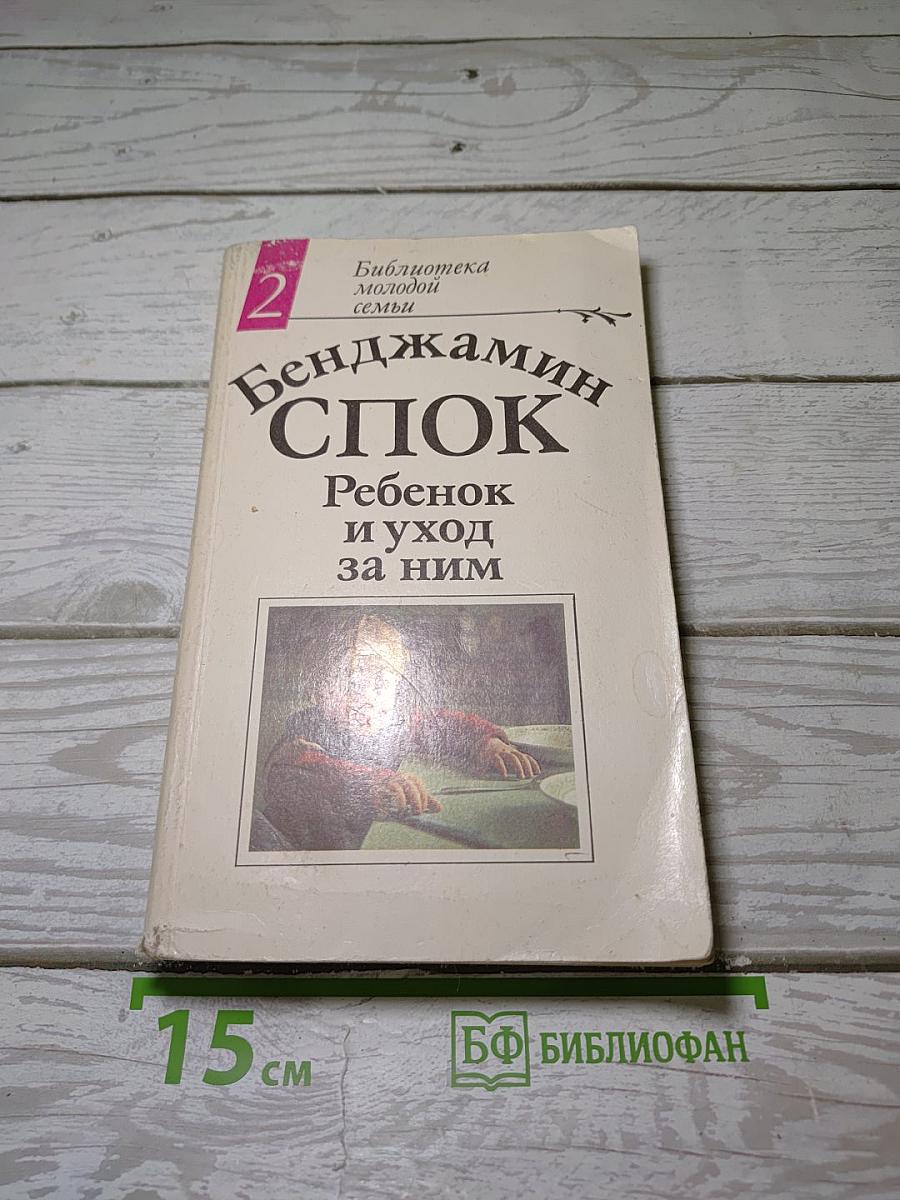 2
Библиотека
молодой
семьи
Бенджамин
СПОК
Ребенок
и уход
за ним
15 см
БФ БИБЛИОФАН